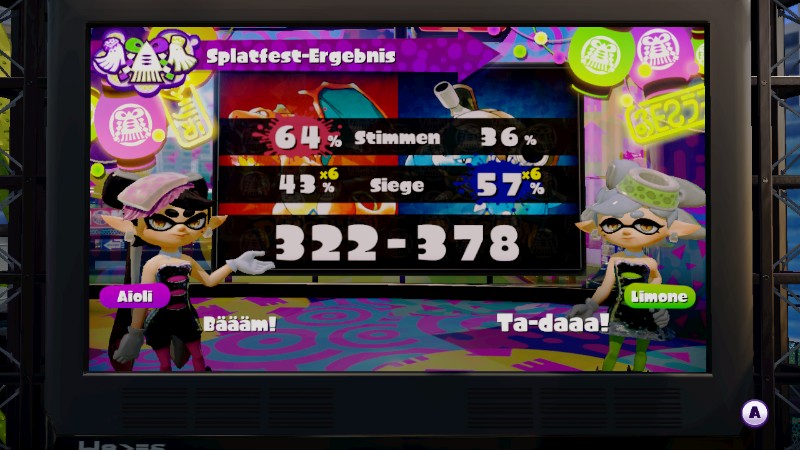 Splatfest-Ergebnis
64% Stimmen 36%
43% x6 Siege 57% x6
322-378
Aioli
Limone
Bäääm!
Ta-daaa!
A